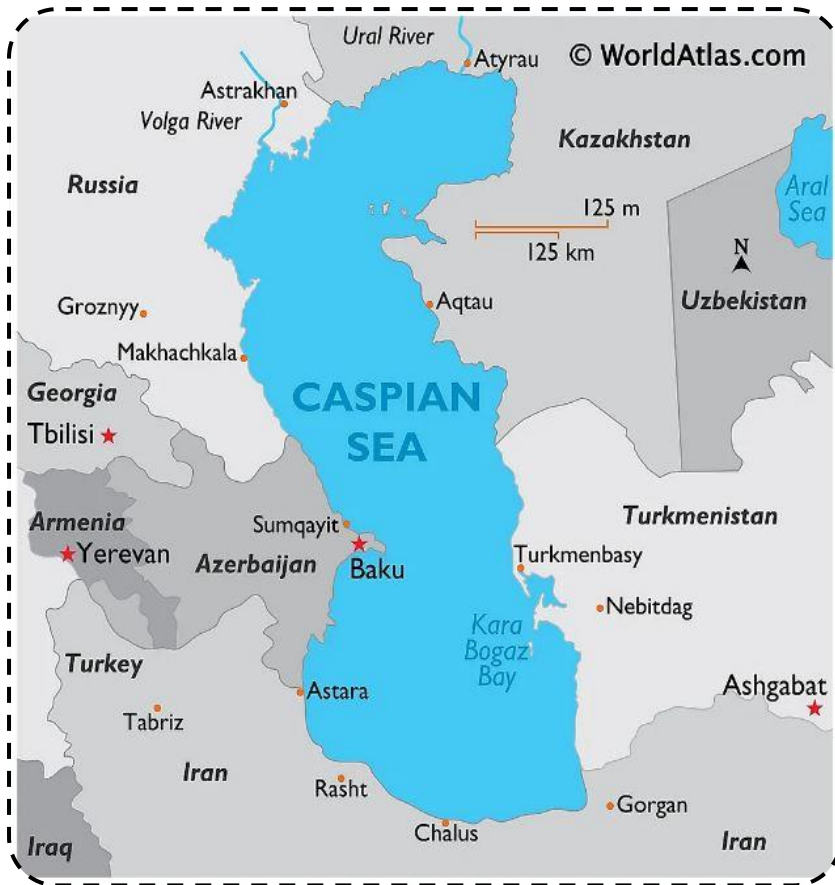 Ural River
Atyrau
© WorldAtlas.com
Astrakhan
Volga River
Kazakhstan
Russia
Aral
Sea
125 m
125 km
N
Groznyy
Aqtau
Uzbekistan
Makhachkala
Georgia
CASPIAN
SEA
Tbilisi
Armenia
Sumqayit
Turkmenistan
Yerevan
Azerbaijan
Baku
Turkmenbasy
Nebitdag
Kara
Bogaz
Bay
Turkey
Astara
Ashgabat
Tabriz
Iran
Rasht
Gorgan
Chalus
Iraq
Iran